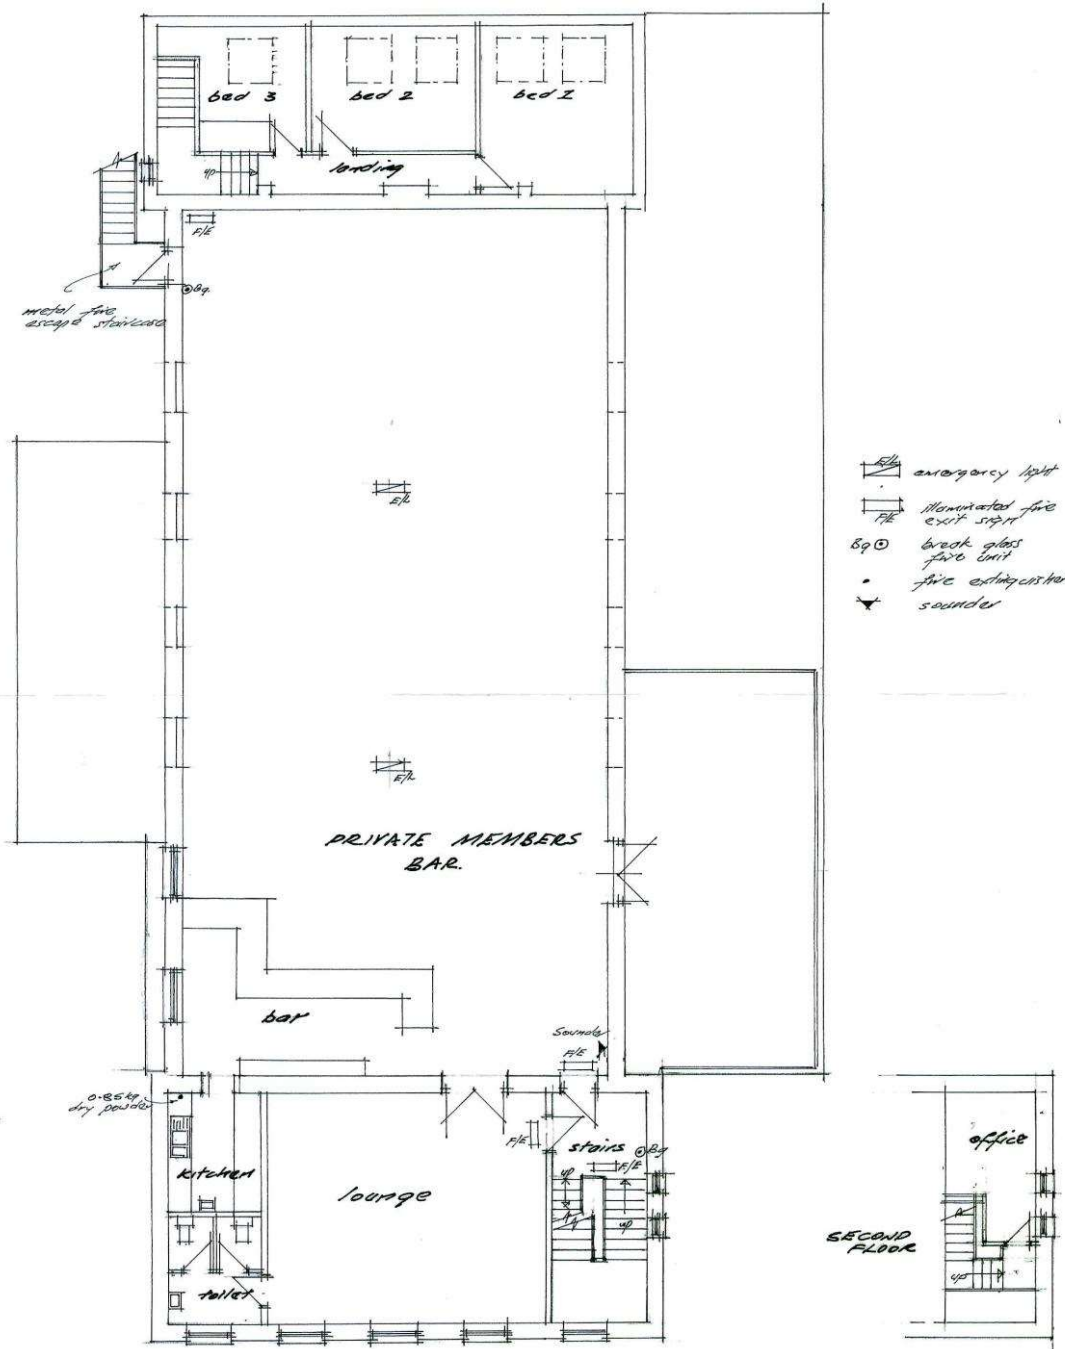 bed 3
bed 2
bed 1
up
landing
F/E
Bg.
metal fire
escape staircase
E/L
emergency light
E/L
F/E
illuminated fire
exit sign
Bg
break glass
fire unit
fire extinguisher
sounder
E/L
PRIVATE MEMBERS
BAR.
bar
Sounder
F/E
0.85kg
dry powder
F/E
stairs
Bg
F/E
kitchen
lounge
up
up
toilet
office
SECOND
FLOOR
up